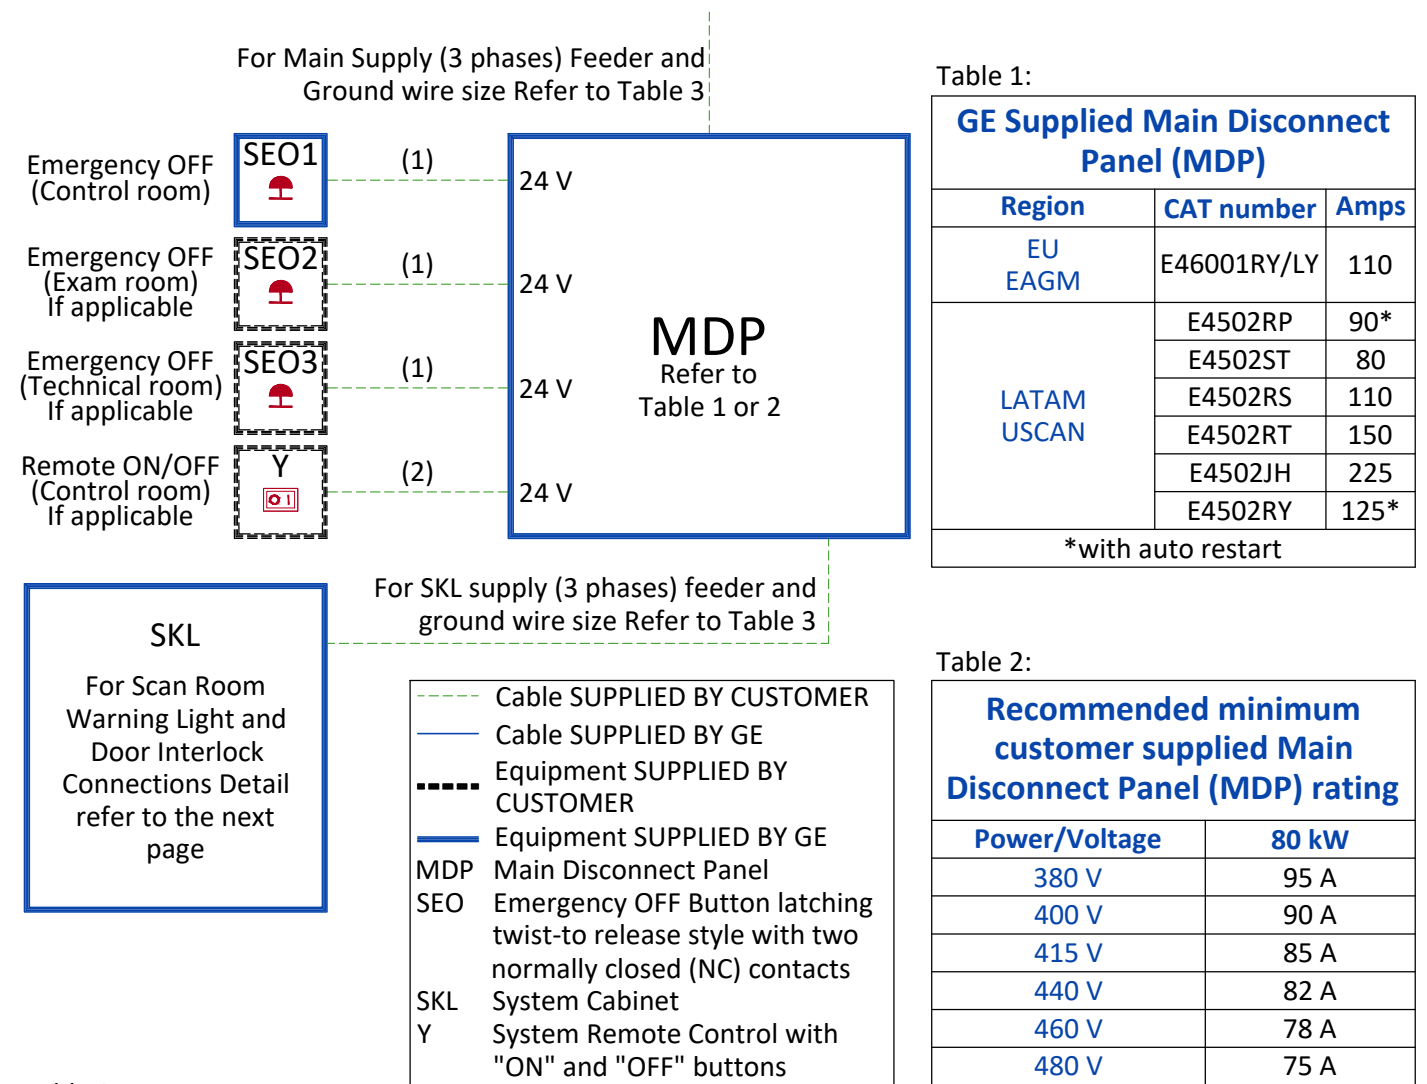 For Main Supply (3 phases) Feeder and
Ground wire size Refer to Table 3
Emergency OFF
(Control room)
SEO1
(1)
24 V
Emergency OFF
(Exam room)
If applicable
SEO2
(1)
24 V
Emergency OFF
(Technical room)
If applicable
SEO3
(1)
24 V
Remote ON/OFF
(Control room)
If applicable
Y
(2)
24 V
MDP
Refer to
Table 1 or 2
For SKL supply (3 phases) feeder and
ground wire size Refer to Table 3
SKL
For Scan Room
Warning Light and
Door Interlock
Connections Detail
refer to the next
page
Cable SUPPLIED BY CUSTOMER
Cable SUPPLIED BY GE
Equipment SUPPLIED BY
CUSTOMER
Equipment SUPPLIED BY GE
MDP Main Disconnect Panel
SEO Emergency OFF Button latching
twist-to release style with two
normally closed (NC) contacts
SKL System Cabinet
Y System Remote Control with
"ON" and "OFF" buttons
Table 1:
GE Supplied Main Disconnect
Panel (MDP)
Region CAT number Amps
EU
EAGM
E46001RY/LY 110
LATAM
USCAN
E4502RP 90*
E4502ST 80
E4502RS 110
E4502RT 150
E4502JH 225
E4502RY 125*
*with auto restart
Table 2:
Recommended minimum
customer supplied Main
Disconnect Panel (MDP) rating
Power/Voltage 80 kW
380 V 95 A
400 V 90 A
415 V 85 A
440 V 82 A
460 V 78 A
480 V 75 A